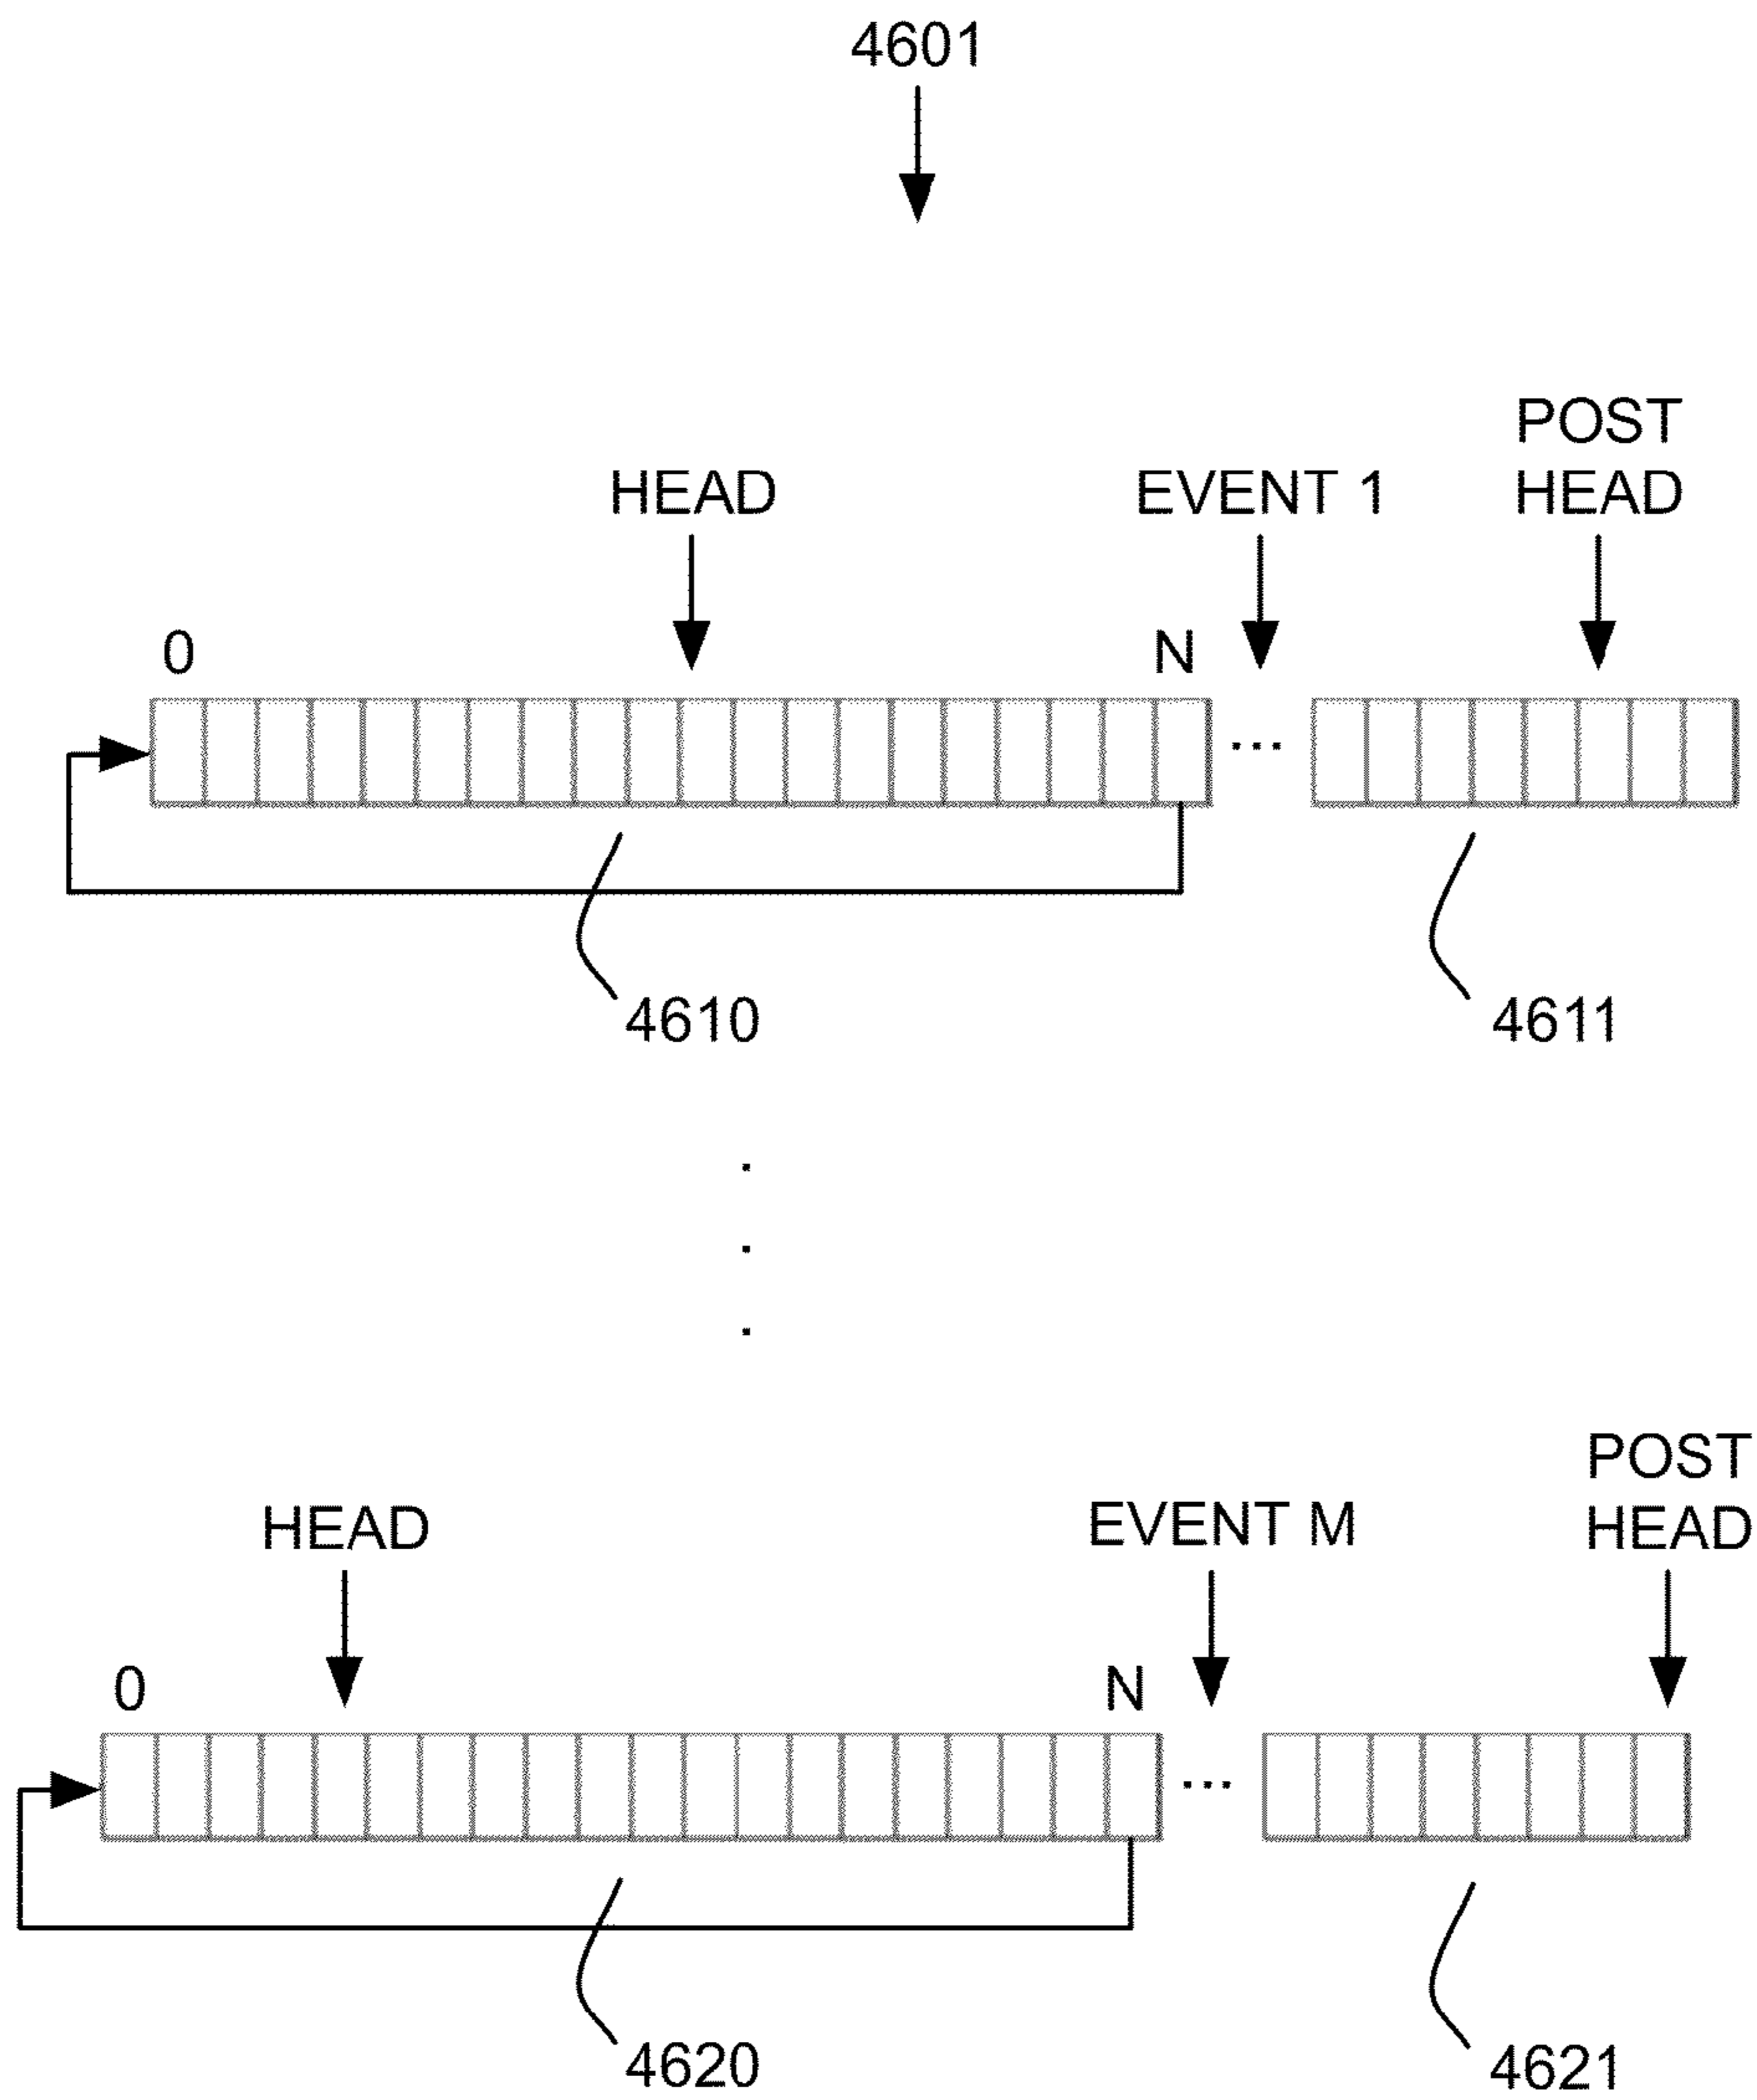 4601
POST
HEAD EVENT 1 HEAD
0 N
...
4610 4611
.
.
.
POST
HEAD EVENT M HEAD
0 N
...
4620 4621